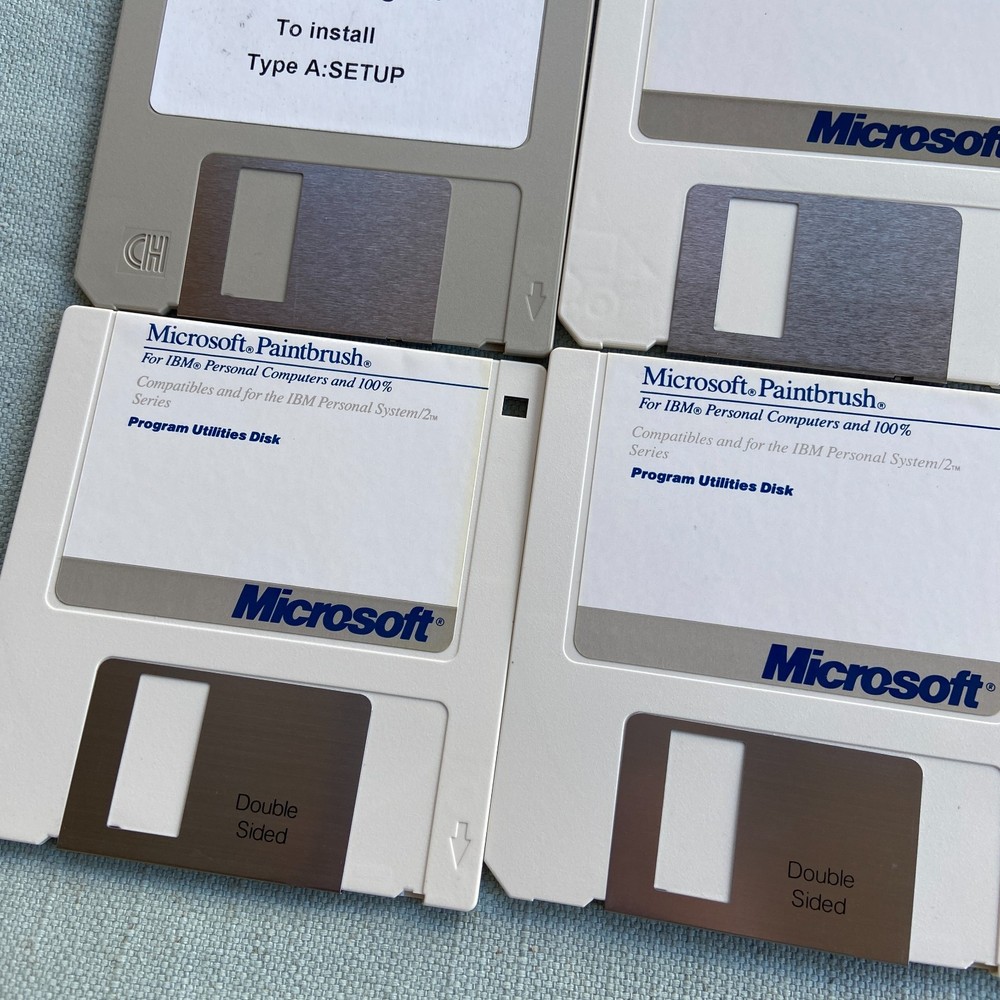 To install
Type A:SETUP
Microsoft
CH
Microsoft® Paintbrush®
For IBM® Personal Computers and 100%
Compatibles and for the IBM Personal System/2™
Series
Program Utilities Disk
Microsoft®
Double
Sided
Microsoft® Paintbrush®
For IBM® Personal Computers and 100%
Compatibles and for the IBM Personal System/2™
Series
Program Utilities Disk
Microsoft®
Double
Sided